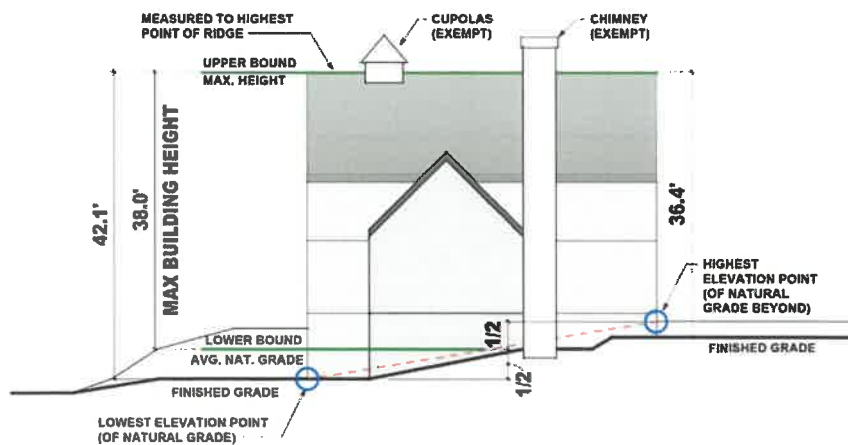 MEASURED TO HIGHEST
POINT OF RIDGE
CUPOLAS
(EXEMPT)
CHIMNEY
(EXEMPT)
UPPER BOUND
MAX. HEIGHT
42.1'
38.0'
MAX BUILDING HEIGHT
36.4'
HIGHEST
ELEVATION POINT
(OF NATURAL
GRADE BEYOND)
1/2
1/2
LOWER BOUND
AVG. NAT. GRADE
FINISHED GRADE
FINISHED GRADE
LOWEST ELEVATION POINT
(OF NATURAL GRADE)